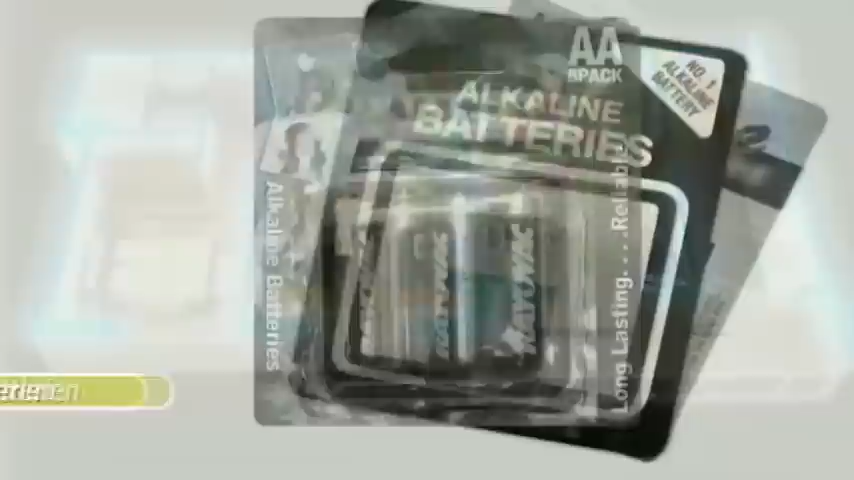 AA
8PACK
NO. 1
ALKALINE
BATTERY
ALKALINE
BATTERIES
Alkaline Batteries
Long Lasting....Reliable
RAYOVAC
RAYOVAC